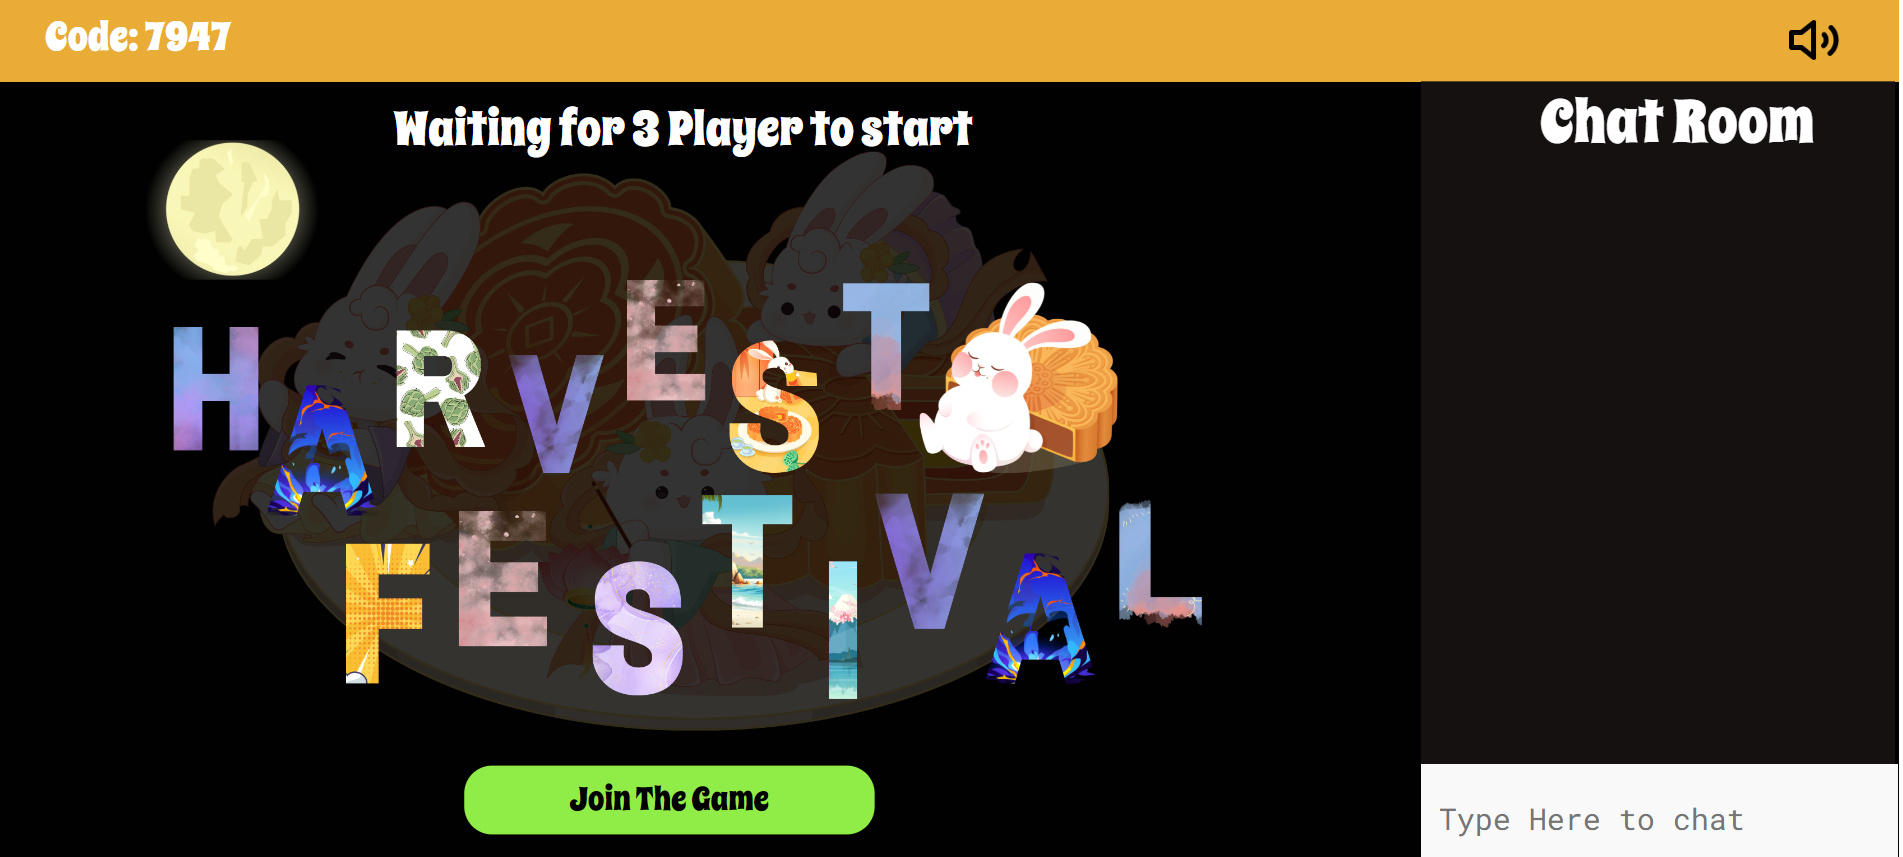 Code: 7947
Waiting for 3 Player to start
HARVEST
FESTIVAL
Join The Game
Chat Room
Type Here to chat